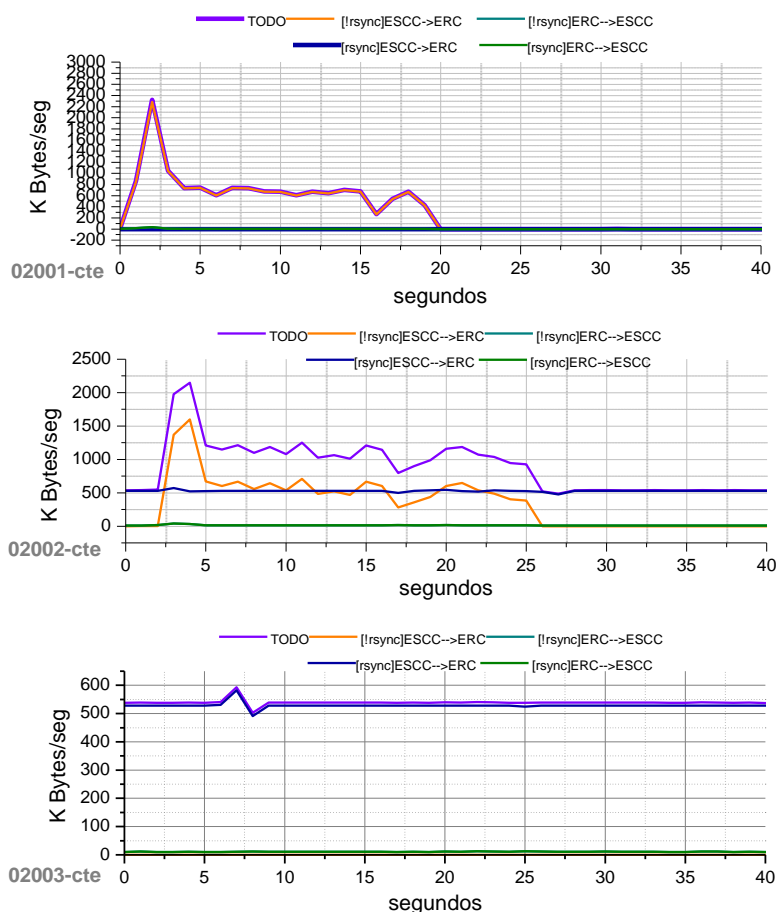 TODO [!rsync]ESCC->ERC [!rsync]ERC-->ESCC
[rsync]ESCC->ERC [rsync]ERC-->ESCC
3000
2800
2600
2400
2200
2000
1800
1600
1400
1200
1000
800
600
400
200
0
-200
K Bytes/seg
0 5 10 15 20 25 30 35 40
02001-cte
segundos
TODO [!rsync]ESCC-->ERC [!rsync]ERC->ESCC
[rsync]ESCC-->ERC [rsync]ERC->ESCC
2500
2000
1500
1000
500
0
K Bytes/seg
02002-cte
0 5 10 15 20 25 30 35 40
segundos
TODO [!rsync]ESCC-->ERC [!rsync]ERC->ESCC
[rsync]ESCC-->ERC [rsync]ERC-->ESCC
600
500
400
300
200
100
0
K Bytes/seg
02003-cte
0 5 10 15 20 25 30 35 40
segundos